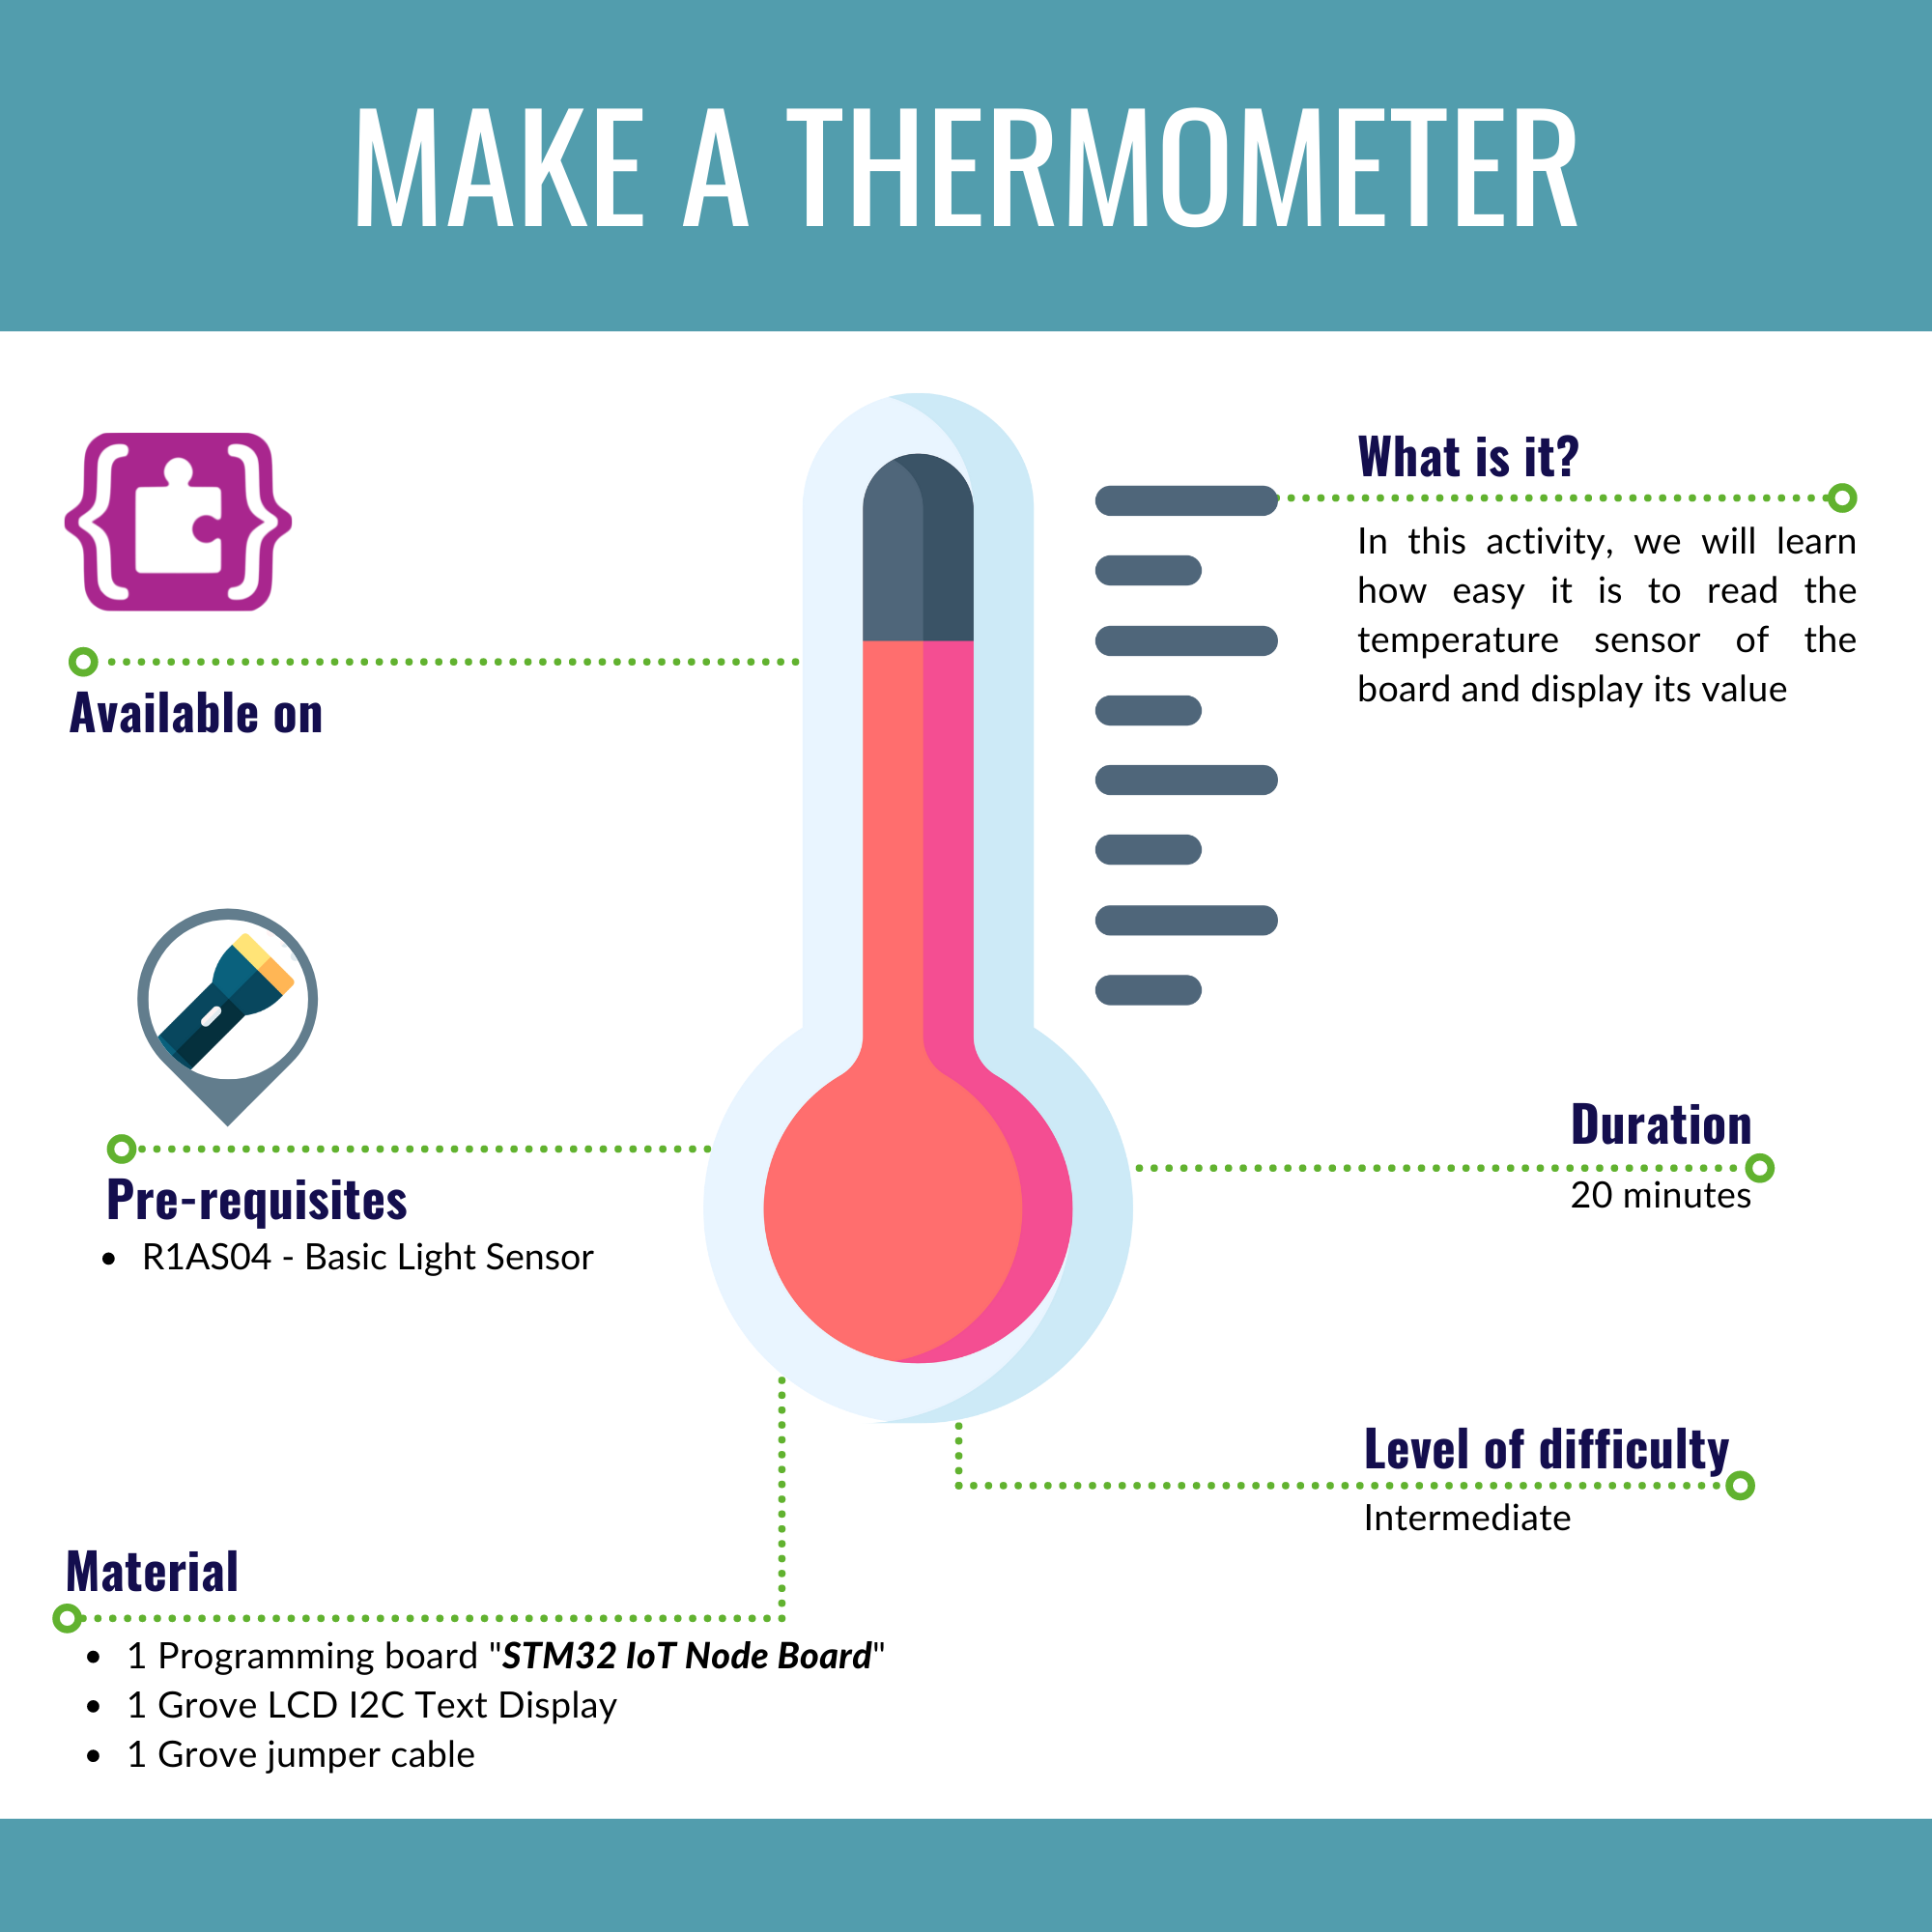 MAKE A THERMOMETER
What is it?
In this activity, we will learn
how easy it is to read the
temperature sensor of the
board and display its value
Available on
Pre-requisites
• R1AS04 - Basic Light Sensor
Duration
20 minutes
Level of difficulty
Intermediate
Material
• 1 Programming board "STM32 IoT Node Board"
• 1 Grove LCD I2C Text Display
• 1 Grove jumper cable